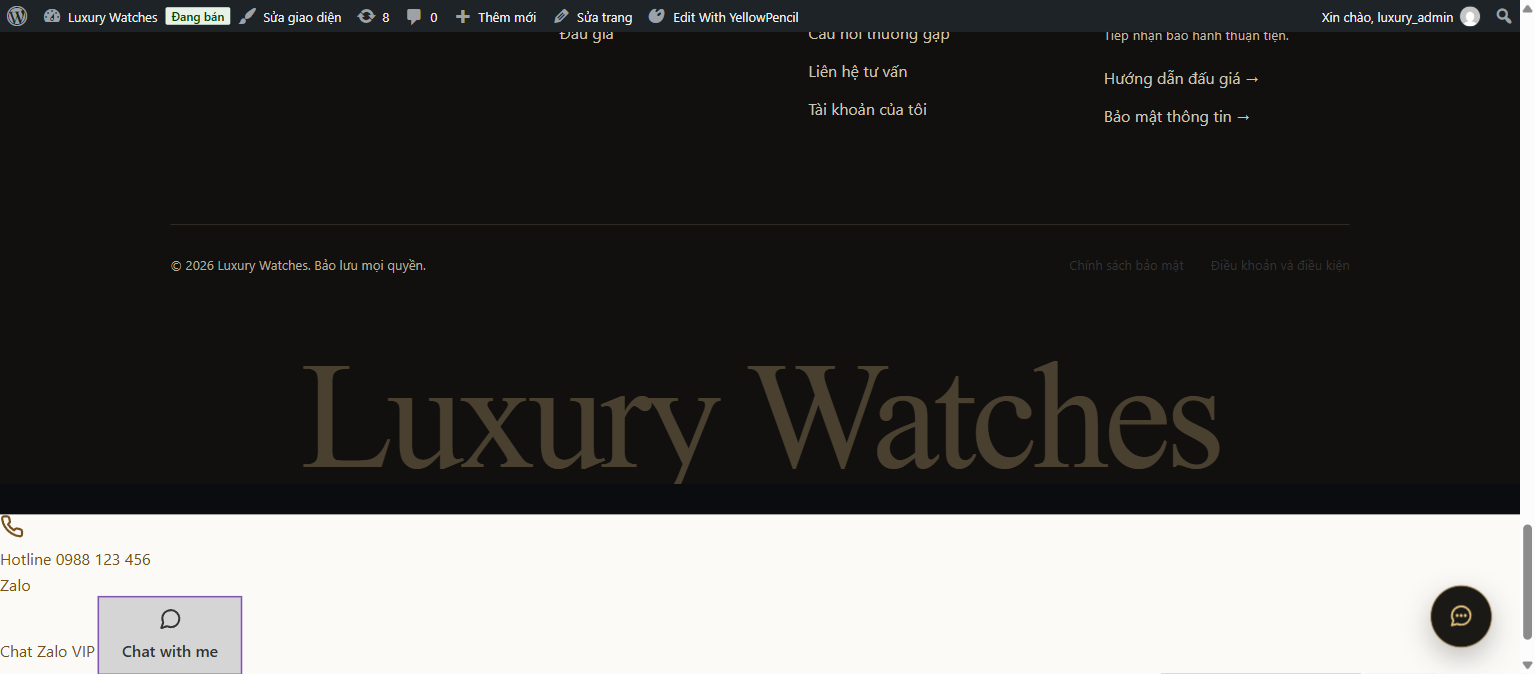 Luxury Watches Đang bán Sửa giao diện 8 0 Thêm mới Sửa trang Edit With YellowPencil Xin chào, luxury_admin
Đấu giá
Câu hỏi thường gặp
Liên hệ tư vấn
Tài khoản của tôi
Tiếp nhận bảo hành thuận tiện.
Hướng dẫn đấu giá →
Bảo mật thông tin →
© 2026 Luxury Watches. Bảo lưu mọi quyền.
Chính sách bảo mật Điều khoản và điều kiện
Luxury Watches
Hotline 0988 123 456
Zalo
Chat Zalo VIP
Chat with me